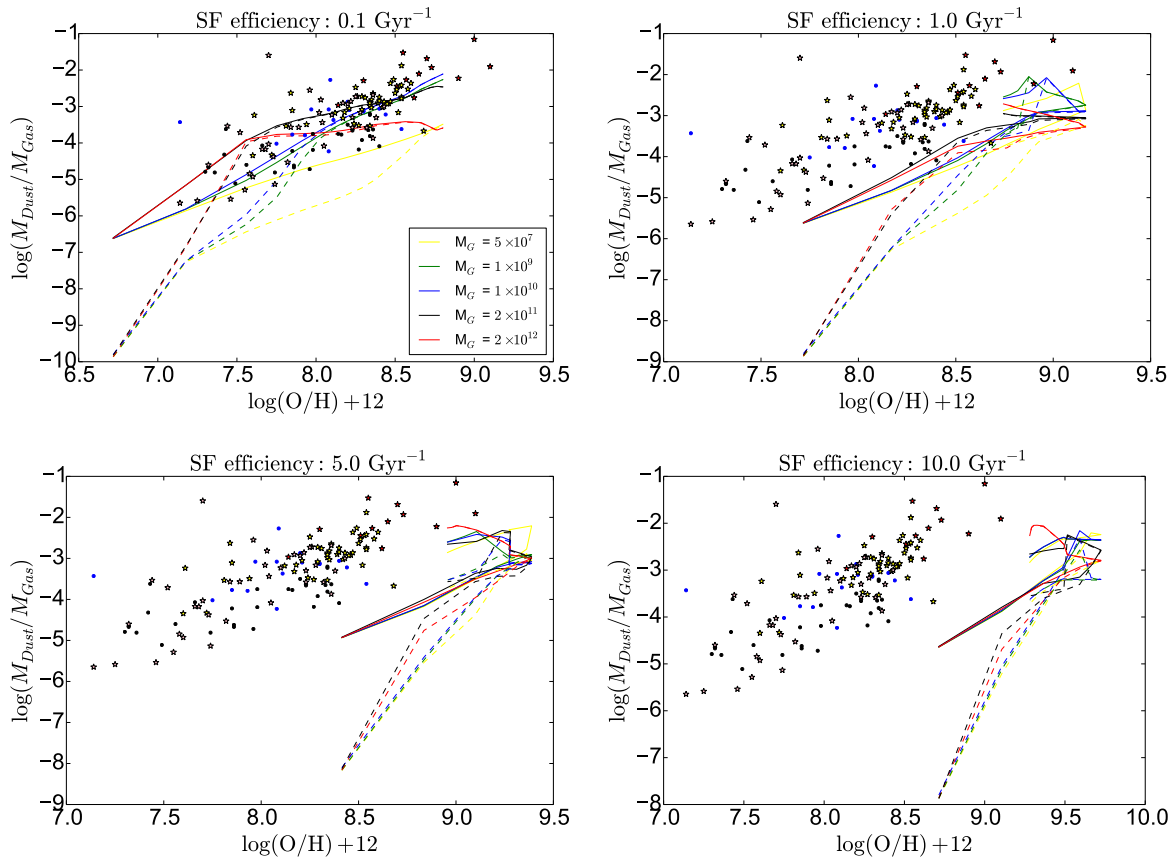 SF efficiency : 0.1 Gyr⁻¹
−1
−2
−3
−4
−5
−6
−7
−8
−9
−10
log(M_Dust/M_Gas)
M_G = 5×10⁷
M_G = 1×10⁹
M_G = 1×10¹⁰
M_G = 2×10¹¹
M_G = 2×10¹²
6.5 7.0 7.5 8.0 8.5 9.0 9.5
log(O/H)+12
SF efficiency : 1.0 Gyr⁻¹
−1
−2
−3
−4
−5
−6
−7
−8
−9
log(M_Dust/M_Gas)
7.0 7.5 8.0 8.5 9.0 9.5
log(O/H)+12
SF efficiency : 5.0 Gyr⁻¹
−1
−2
−3
−4
−5
−6
−7
−8
−9
log(M_Dust/M_Gas)
7.0 7.5 8.0 8.5 9.0 9.5
log(O/H)+12
SF efficiency : 10.0 Gyr⁻¹
−1
−2
−3
−4
−5
−6
−7
−8
log(M_Dust/M_Gas)
7.0 7.5 8.0 8.5 9.0 9.5 10.0
log(O/H)+12